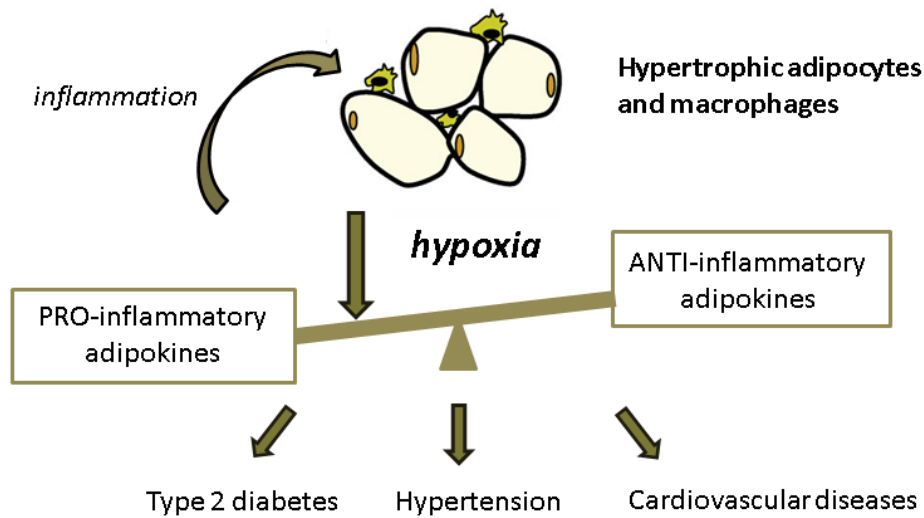 inflammation
Hypertrophic adipocytes
and macrophages
hypoxia
ANTI-inflammatory
adipokines
PRO-inflammatory
adipokines
Type 2 diabetes
Hypertension
Cardiovascular diseases